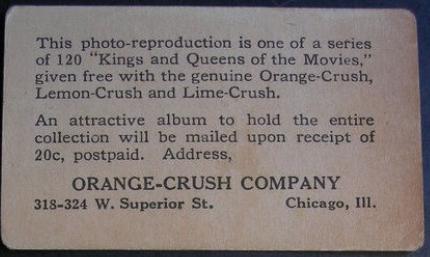 This photo-reproduction is one of a series
of 120 "Kings and Queens of the Movies,"
given free with the genuine Orange-Crush,
Lemon-Crush and Lime-Crush.
An attractive album to hold the entire
collection will be mailed upon receipt of
20c, postpaid. Address,
ORANGE-CRUSH COMPANY
318-324 W. Superior St. Chicago, Ill.